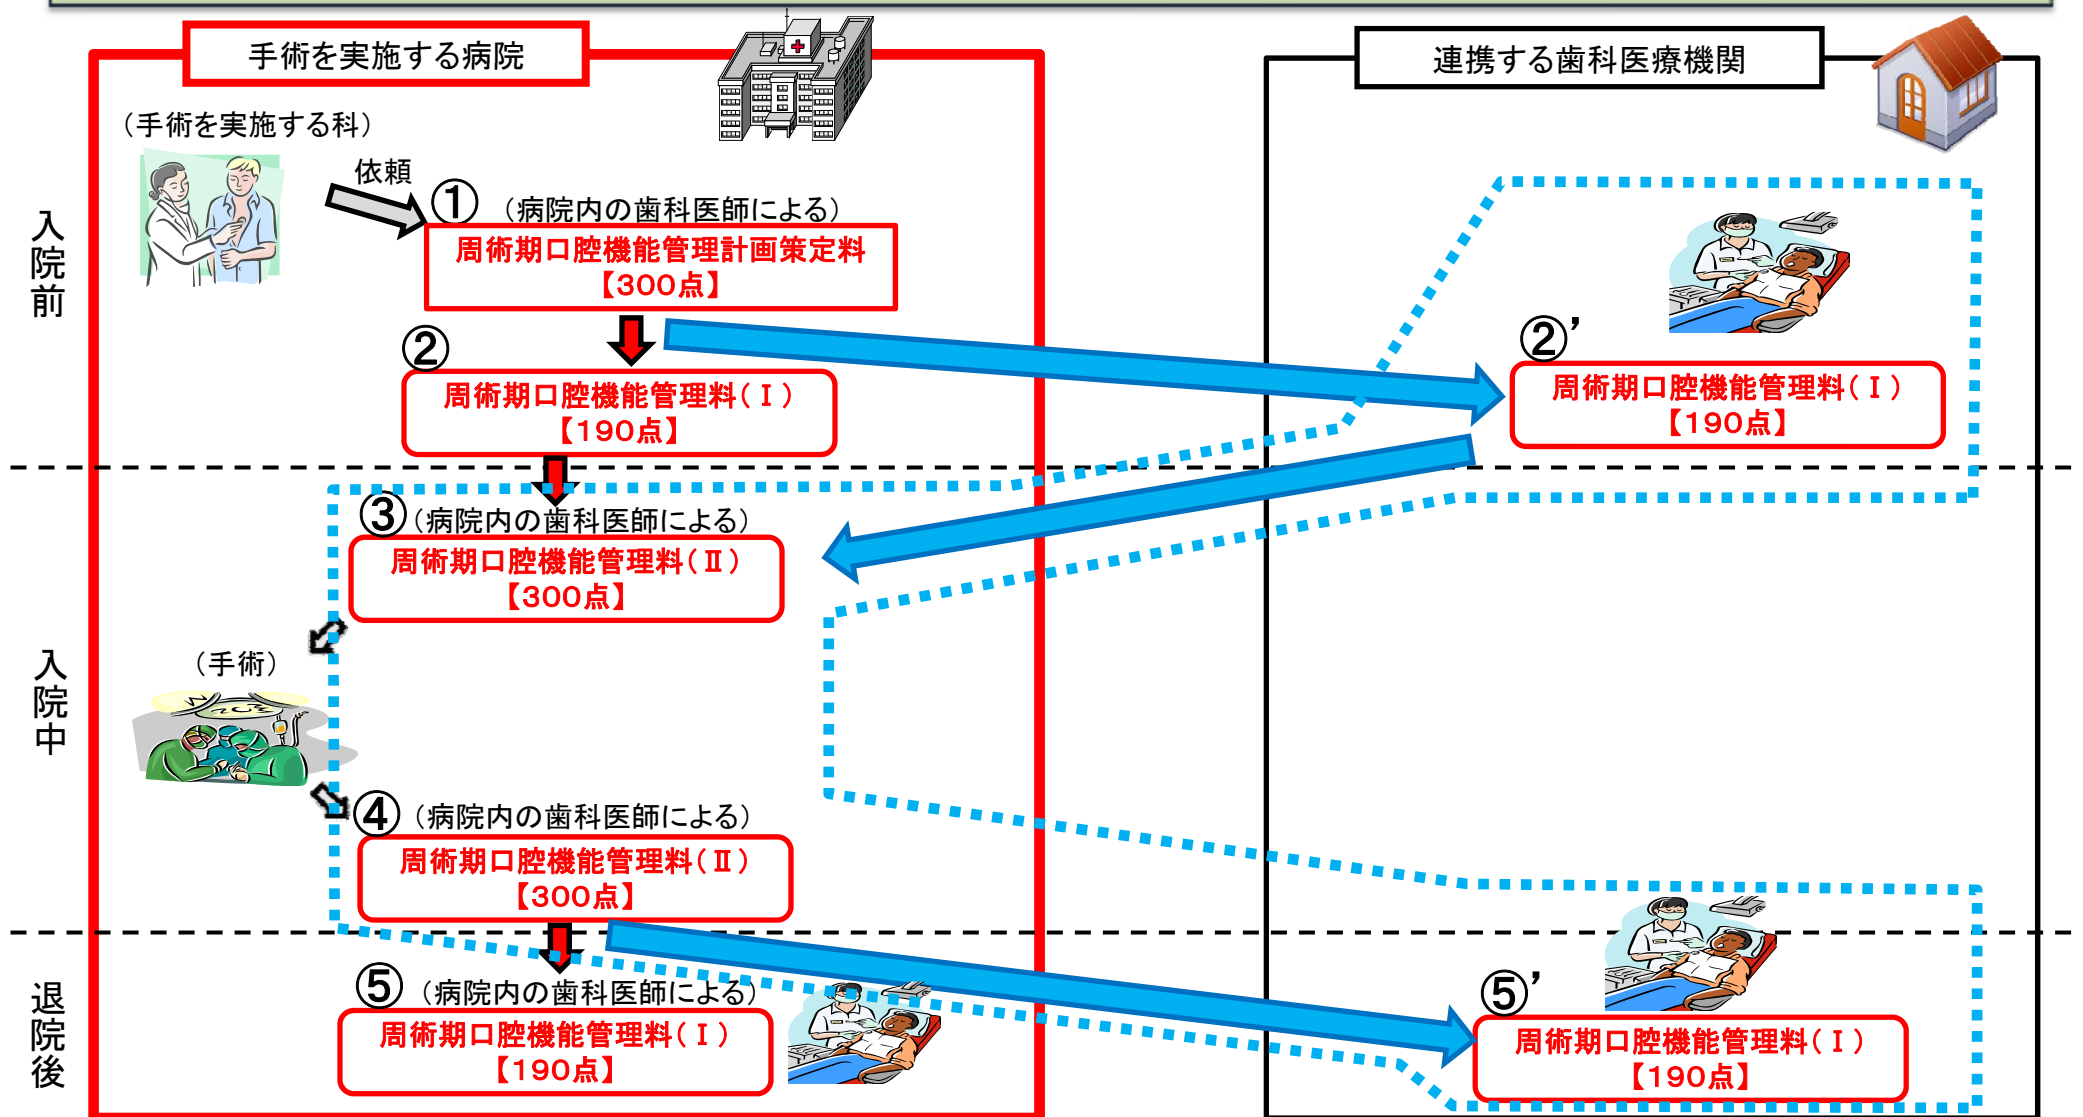 手術を実施する病院
連携する歯科医療機関
(手術を実施する科)
依頼
入院前
① (病院内の歯科医師による)
周術期口腔機能管理計画策定料
【300点】
②
周術期口腔機能管理料(Ⅰ)
【190点】
②’
周術期口腔機能管理料(Ⅰ)
【190点】
入院中
③(病院内の歯科医師による)
周術期口腔機能管理料(Ⅱ)
【300点】
(手術)
④ (病院内の歯科医師による)
周術期口腔機能管理料(Ⅱ)
【300点】
退院後
⑤ (病院内の歯科医師による)
周術期口腔機能管理料(Ⅰ)
【190点】
⑤’
周術期口腔機能管理料(Ⅰ)
【190点】